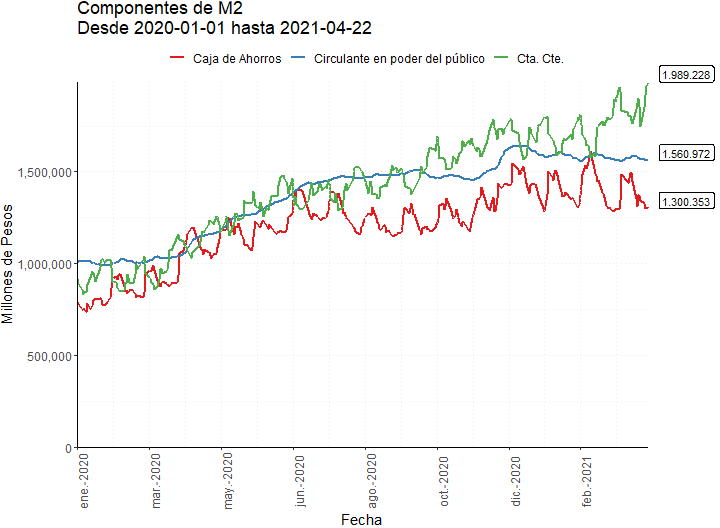 Componentes de M2
Desde 2020-01-01 hasta 2021-04-22
Caja de Ahorros Circulante en poder del público Cta. Cte.
1.989.228
1.560.972
1.300.353
1,500,000
1,000,000
500,000
0
Millones de Pesos
ene.-2020
mar.-2020
may.-2020
jun.-2020
ago.-2020
oct.-2020
dic.-2020
feb.-2021
Fecha